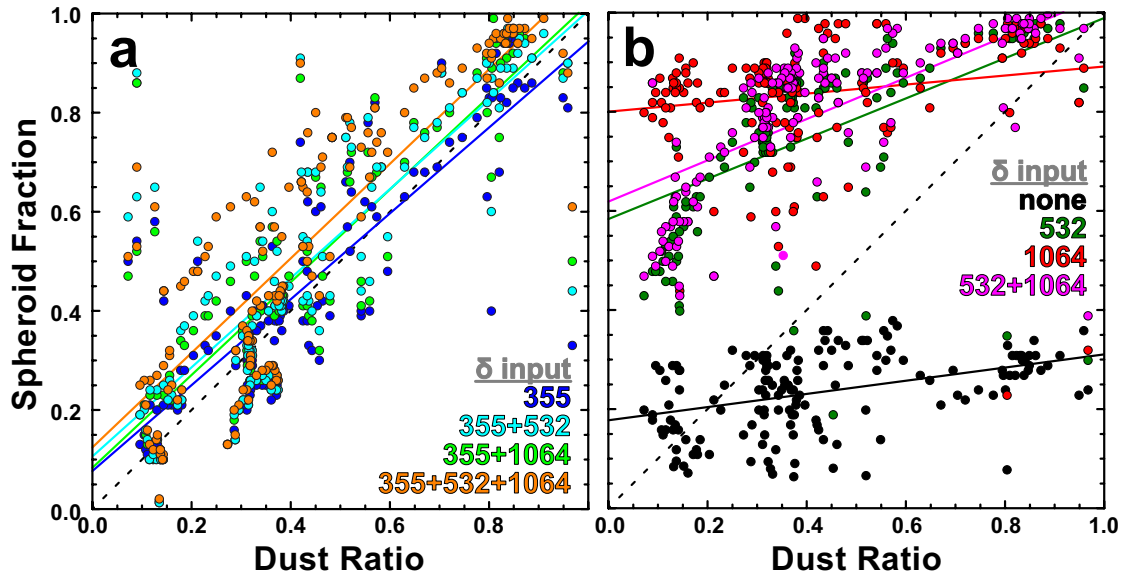 a
b
1.0
0.8
0.6
0.4
0.2
0.0
Spheroid Fraction
δ input
355
355+532
355+1064
355+532+1064
δ input
none
532
1064
532+1064
0.0 0.2 0.4 0.6 0.8
0.0 0.2 0.4 0.6 0.8 1.0
Dust Ratio
Dust Ratio